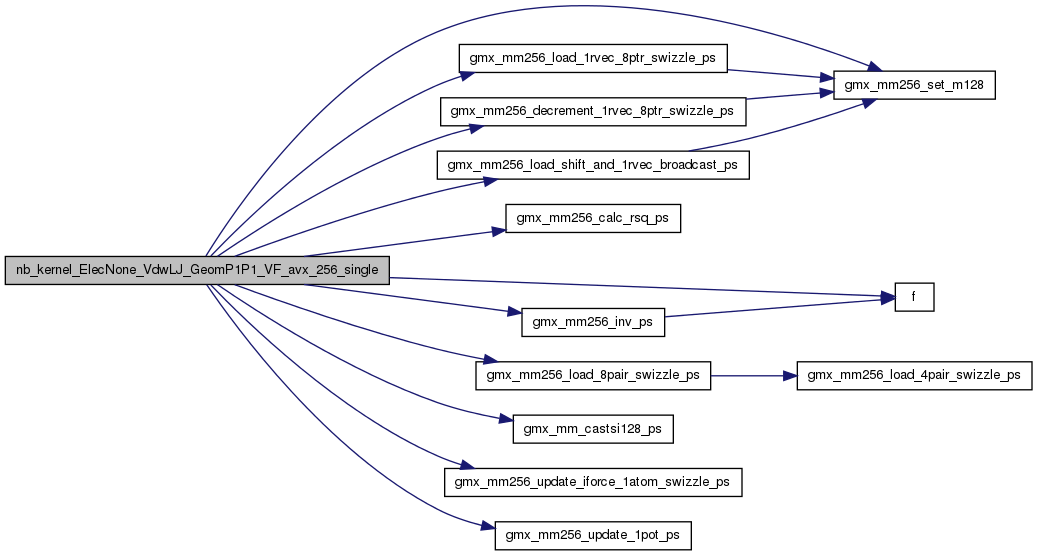 gmx_mm256_load_1rvec_8ptr_swizzle_ps
gmx_mm256_set_m128
gmx_mm256_decrement_1rvec_8ptr_swizzle_ps
gmx_mm256_load_shift_and_1rvec_broadcast_ps
gmx_mm256_calc_rsq_ps
nb_kernel_ElecNone_VdwLJ_GeomP1P1_VF_avx_256_single
f
gmx_mm256_inv_ps
gmx_mm256_load_8pair_swizzle_ps
gmx_mm256_load_4pair_swizzle_ps
gmx_mm_castsi128_ps
gmx_mm256_update_iforce_1atom_swizzle_ps
gmx_mm256_update_1pot_ps